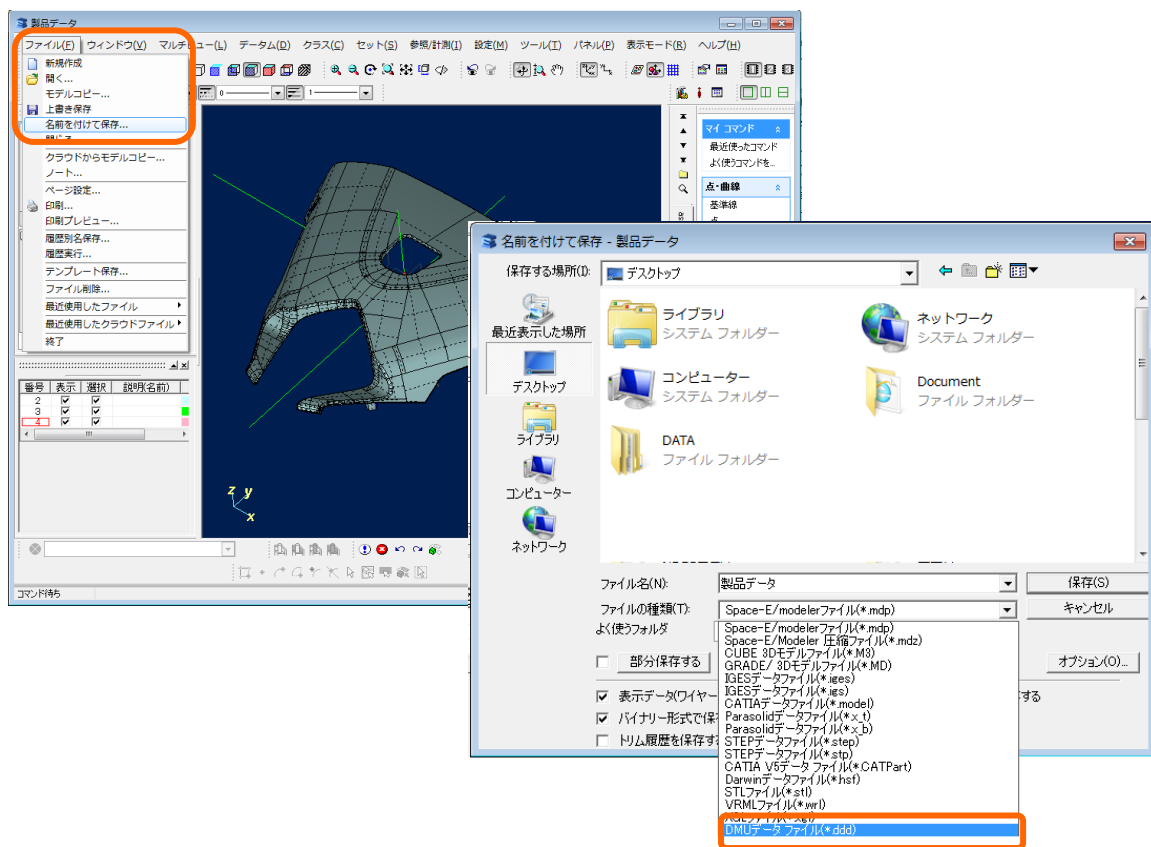 製品データ
ファイル(F) ウィンドウ(V) マルチビュー(L) データム(D) クラス(C) セット(S) 参照/計測(I) 設定(M) ツール(T) パネル(P) 表示モード(R) ヘルプ(H)
新規作成
開く...
モデルコピー...
上書き保存
名前を付けて保存...
閉じる
クラウドからモデルコピー...
ノート...
ページ設定...
印刷...
印刷プレビュー...
履歴別名保存...
履歴実行...
テンプレート保存...
ファイル削除...
最近使用したファイル
最近使用したクラウドファイル
終了
0
1
マイ コマンド
最近使ったコマンド
よく使うコマンドを...
点・曲線
基準線
点
番号 表示 選択 説明(名前)
2
3
4
z y
x
コマンド待ち
名前を付けて保存 - 製品データ
保存する場所(I):
デスクトップ
最近表示した場所
デスクトップ
ライブラリ
コンピューター
ネットワーク
ライブラリ
システム フォルダー
ネットワーク
システム フォルダー
コンピューター
システム フォルダー
Document
ファイル フォルダー
DATA
ファイル フォルダー
ファイル名(N):
製品データ
保存(S)
ファイルの種類(T):
Space-E/modelerファイル(*.mdp)
キャンセル
よく使うフォルダ
部分保存する
オプション(O)...
表示データ(ワイヤー
する
バイナリー形式で保
トリム履歴を保存す
Space-E/modelerファイル(*.mdp)
Space-E/Modeler 圧縮ファイル(*.mdz)
CUBE 3Dモデルファイル(*.M3)
GRADE/ 3Dモデルファイル(*.MD)
IGESデータファイル(*.iges)
IGESデータファイル(*.igs)
CATIAデータファイル(*.model)
Parasolidデータファイル(*.x_t)
Parasolidデータファイル(*.x_b)
STEPデータファイル(*.step)
STEPデータファイル(*.stp)
CATIA V5データ ファイル(*.CATPart)
Darwinデータファイル(*.hsf)
STLファイル(*.stl)
VRMLファイル(*.wrl)
XGLファイル(*.xgl)
DMUデータ ファイル(*.ddd)